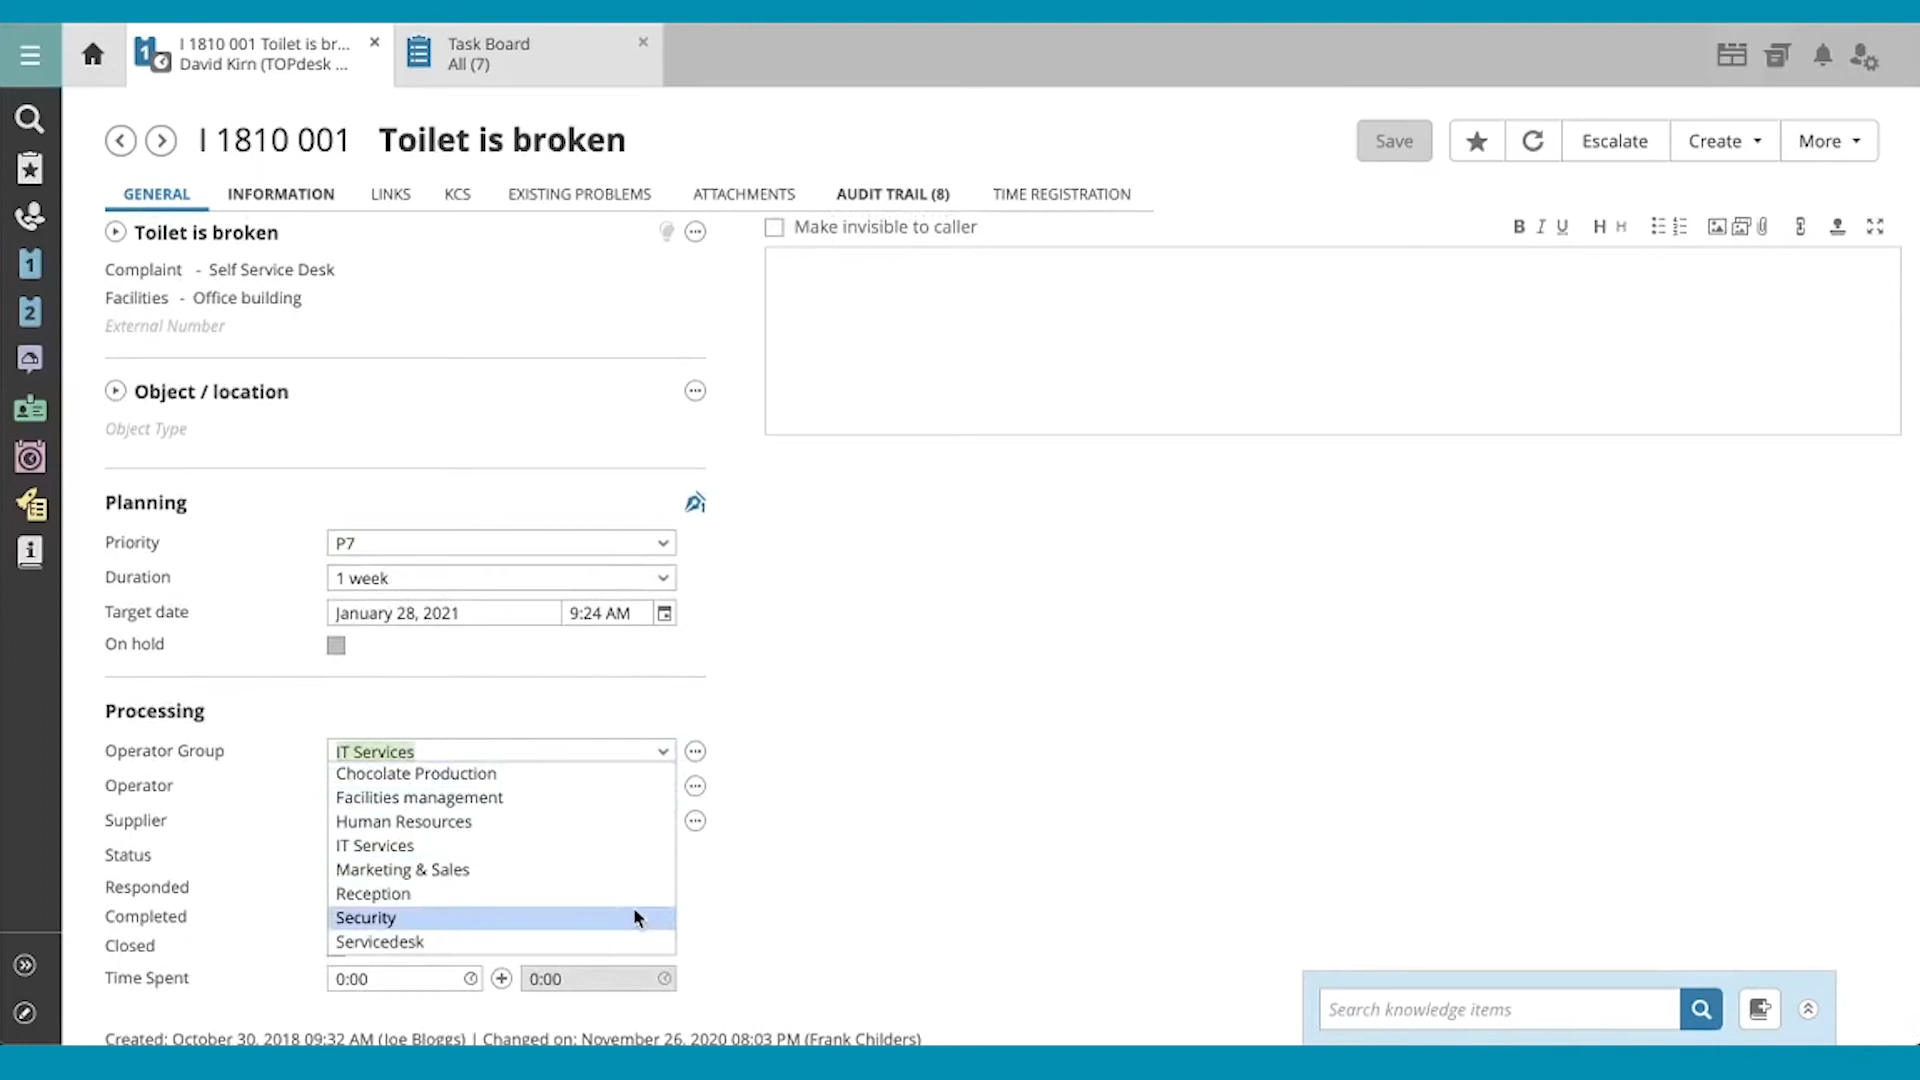 I 1810 001 Toilet is br...
David Kirn (TOPdesk ...
Task Board
All (7)
I 1810 001 Toilet is broken
Save
Escalate
Create
More
GENERAL
INFORMATION
LINKS
KCS
EXISTING PROBLEMS
ATTACHMENTS
AUDIT TRAIL (8)
TIME REGISTRATION
Toilet is broken
Make invisible to caller
B I U H H
Complaint - Self Service Desk
Facilities - Office building
External Number
Object / location
Object Type
Planning
Priority P7
Duration 1 week
Target date January 28, 2021 9:24 AM
On hold
Processing
Operator Group IT Services
Chocolate Production
Operator
Facilities management
Supplier
Human Resources
IT Services
Status
Marketing & Sales
Responded
Reception
Completed
Security
Closed
Servicedesk
Time Spent 0:00 0:00
Search knowledge items
Created: October 30, 2018 09:32 AM (Joe Bloggs) | Changed on: November 26, 2020 08:03 PM (Frank Childers)
1
2
1